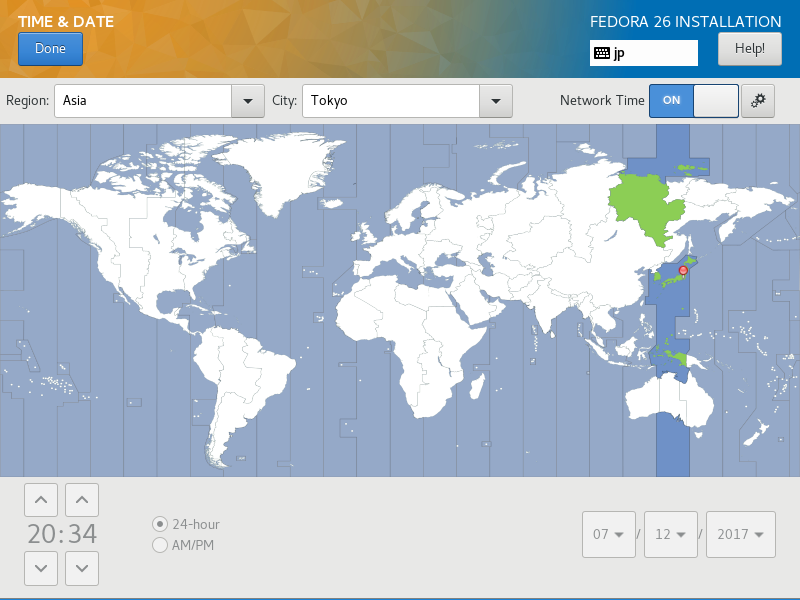 TIME & DATE
FEDORA 26 INSTALLATION
Done
jp
Help!
Region:
Asia
City:
Tokyo
Network Time
ON
20:34
24-hour
AM/PM
07 / 12 / 2017